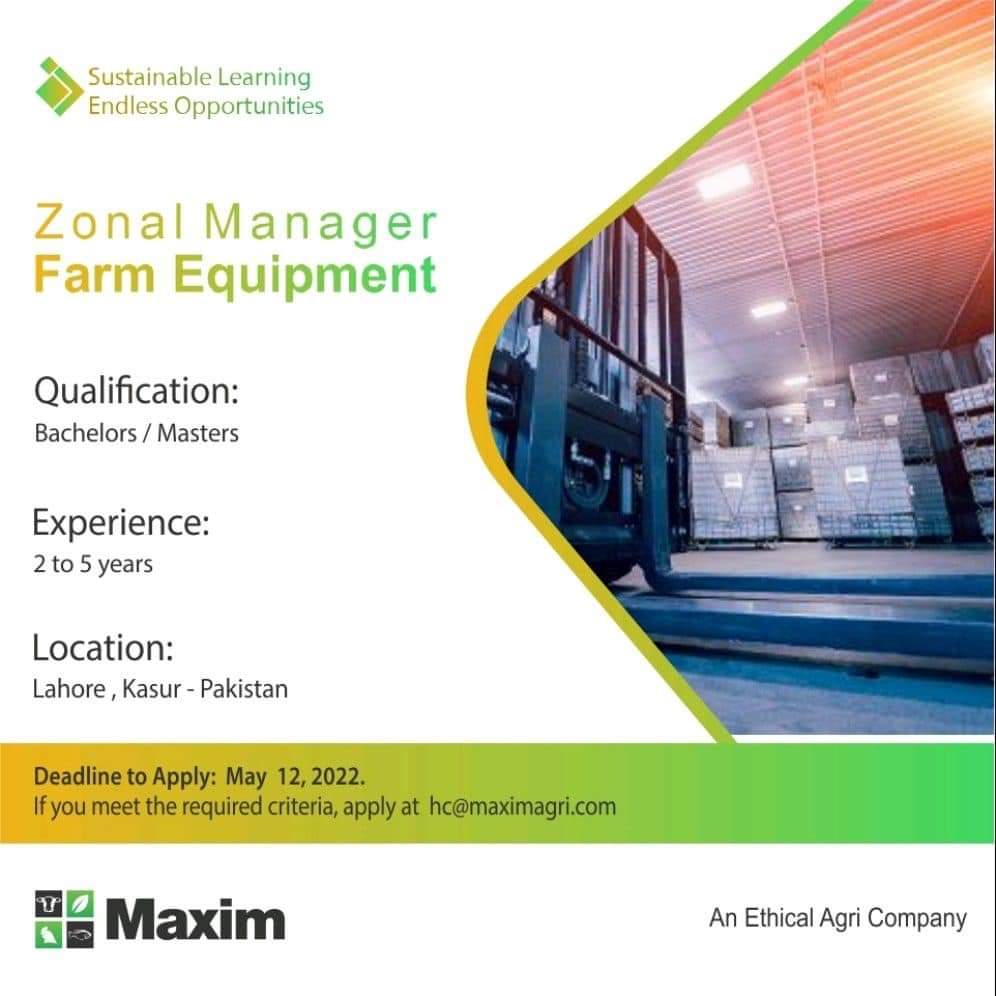 Sustainable Learning
Endless Opportunities
Zonal Manager
Farm Equipment
Qualification:
Bachelors / Masters
Experience:
2 to 5 years
Location:
Lahore , Kasur - Pakistan
Deadline to Apply: May 12, 2022.
If you meet the required criteria, apply at hc@maximagri.com
Maxim
An Ethical Agri Company